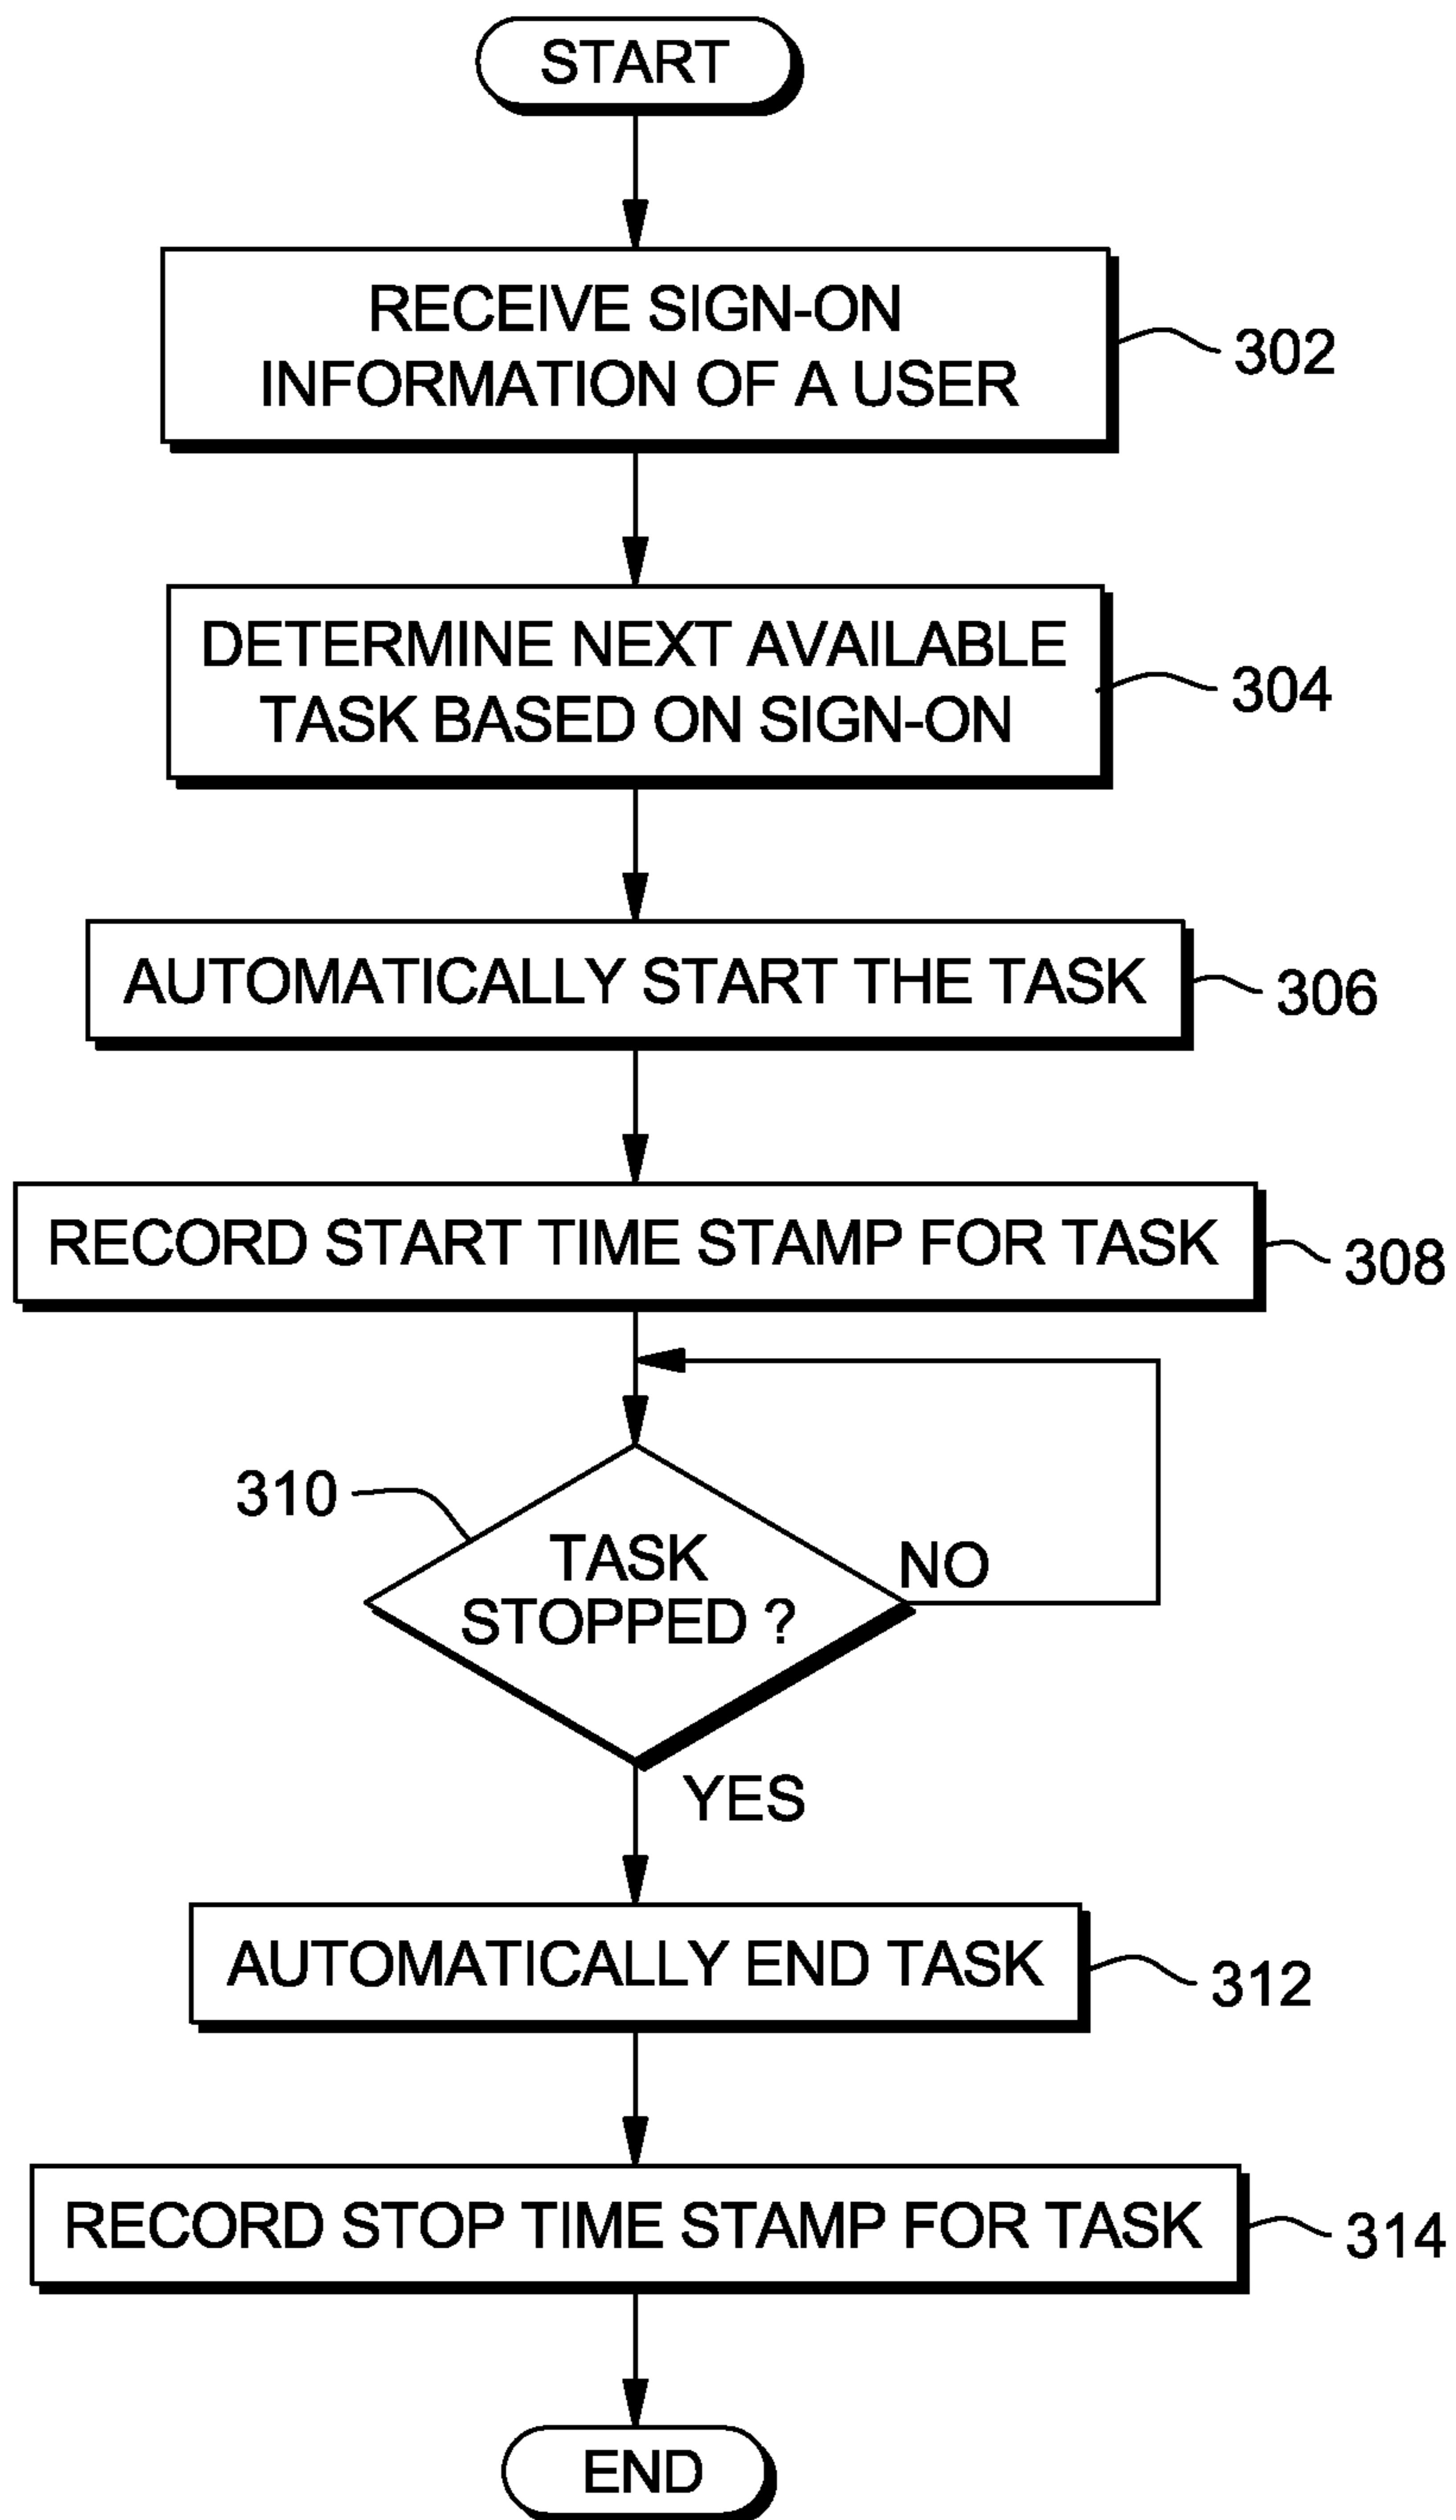 START
RECEIVE SIGN-ON
INFORMATION OF A USER
302
DETERMINE NEXT AVAILABLE
TASK BASED ON SIGN-ON
304
AUTOMATICALLY START THE TASK
306
RECORD START TIME STAMP FOR TASK
308
310
TASK
STOPPED ?
NO
YES
AUTOMATICALLY END TASK
312
RECORD STOP TIME STAMP FOR TASK
314
END